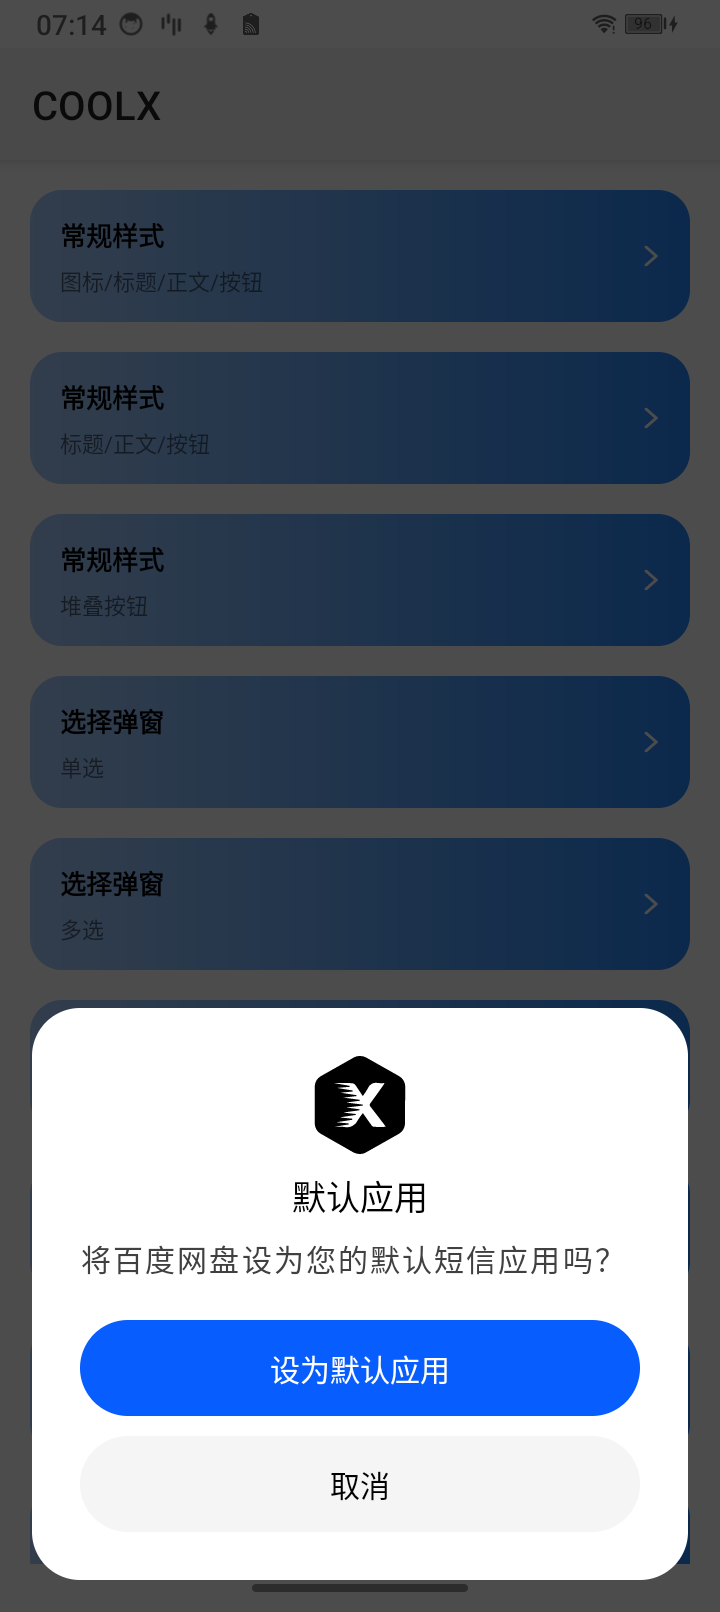 07:14
96
COOLX
常规样式
图标/标题/正文/按钮
常规样式
标题/正文/按钮
常规样式
堆叠按钮
选择弹窗
单选
选择弹窗
多选
默认应用
将百度网盘设为您的默认短信应用吗？
设为默认应用
取消